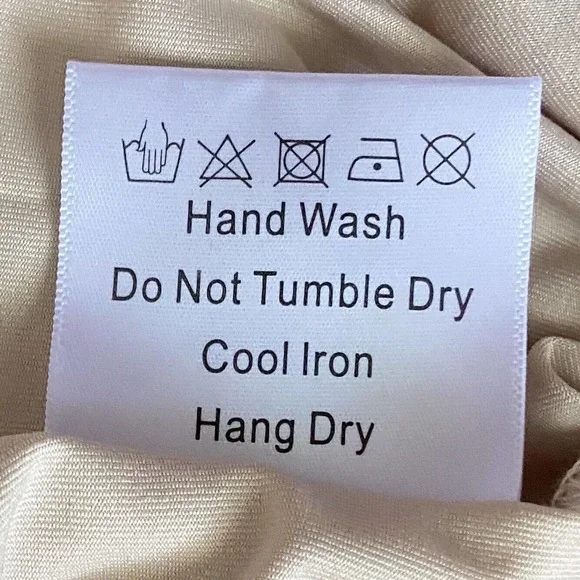 Hand Wash
Do Not Tumble Dry
Cool Iron
Hang Dry